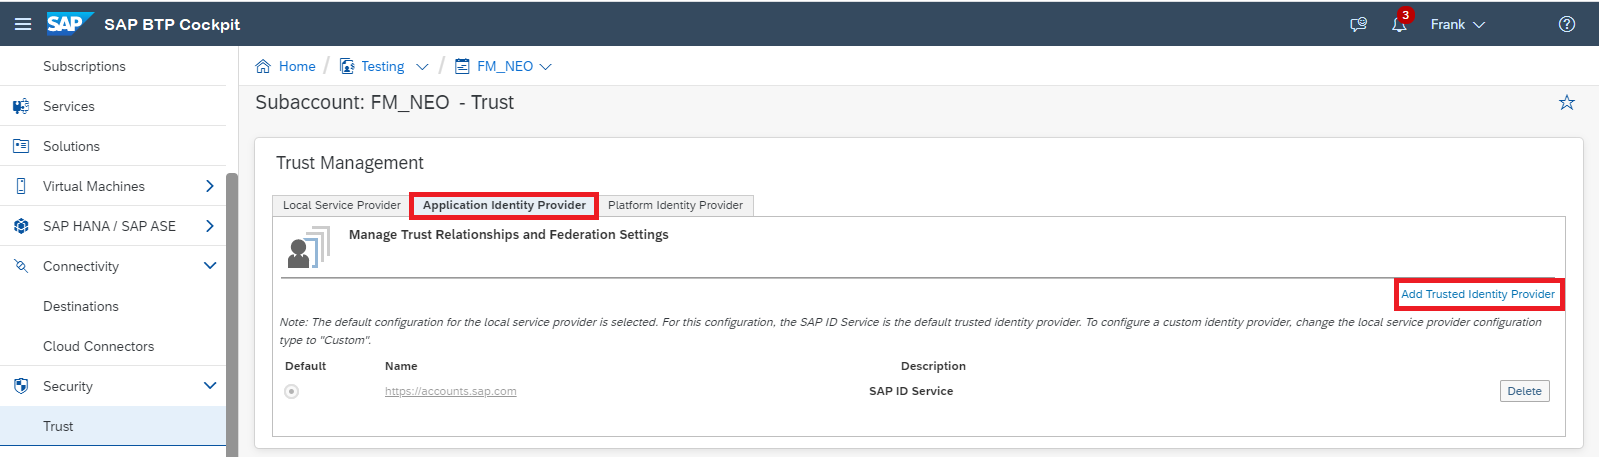 SAP SAP BTP Cockpit 3 Frank
Subscriptions
Services
Solutions
Virtual Machines
SAP HANA / SAP ASE
Connectivity
Destinations
Cloud Connectors
Security
Trust
Home / Testing / FM_NEO
Subaccount: FM_NEO - Trust
Trust Management
Local Service Provider Application Identity Provider Platform Identity Provider
Manage Trust Relationships and Federation Settings
Add Trusted Identity Provider
Note: The default configuration for the local service provider is selected. For this configuration, the SAP ID Service is the default trusted identity provider. To configure a custom identity provider, change the local service provider configuration
type to "Custom".
Default Name Description
https://accounts.sap.com SAP ID Service Delete